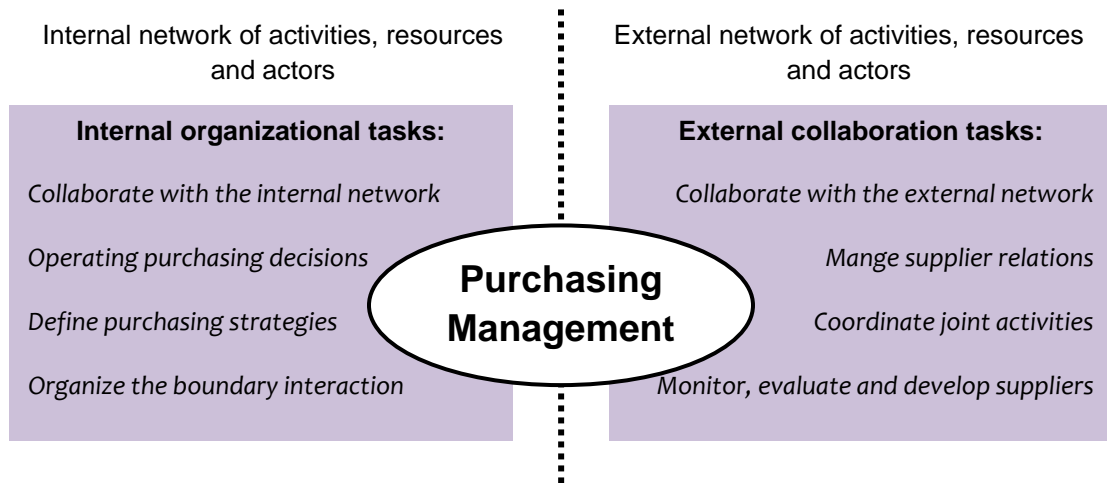 Internal network of activities, resources
and actors
External network of activities, resources
and actors
Internal organizational tasks:
Collaborate with the internal network
Operating purchasing decisions
Define purchasing strategies
Organize the boundary interaction
Purchasing
Management
External collaboration tasks:
Collaborate with the external network
Mange supplier relations
Coordinate joint activities
Monitor, evaluate and develop suppliers